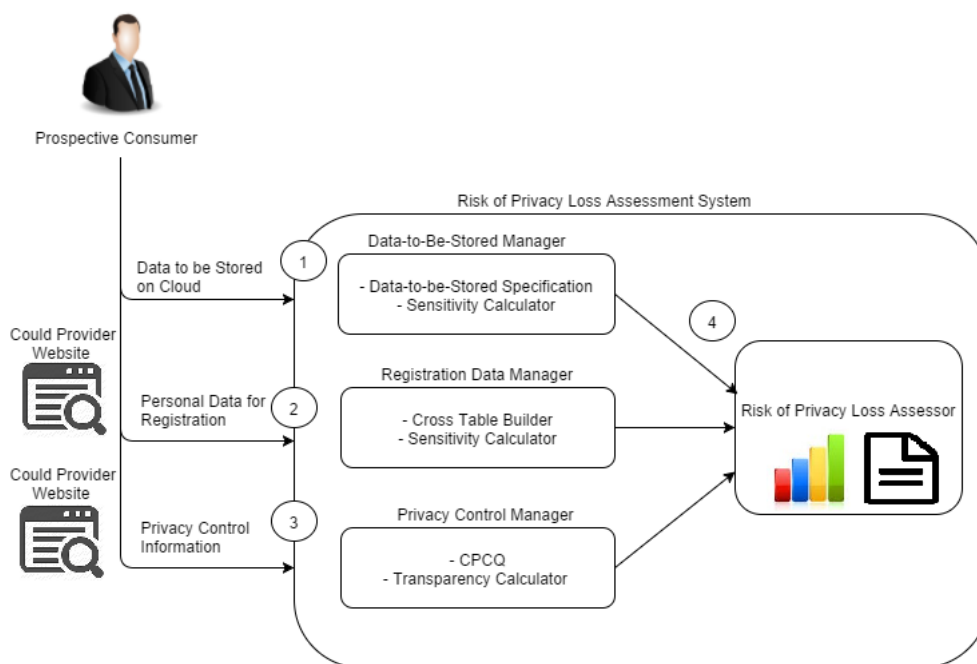 Prospective Consumer
Risk of Privacy Loss Assessment System
Data-to-Be-Stored Manager
1
Data to be Stored
on Cloud
- Data-to-be-Stored Specification
- Sensitivity Calculator
4
Could Provider
Website
Registration Data Manager
Personal Data for
Registration
2
- Cross Table Builder
- Sensitivity Calculator
Risk of Privacy Loss Assessor
Could Provider
Website
Privacy Control Manager
3
Privacy Control
Information
- CPCQ
- Transparency Calculator